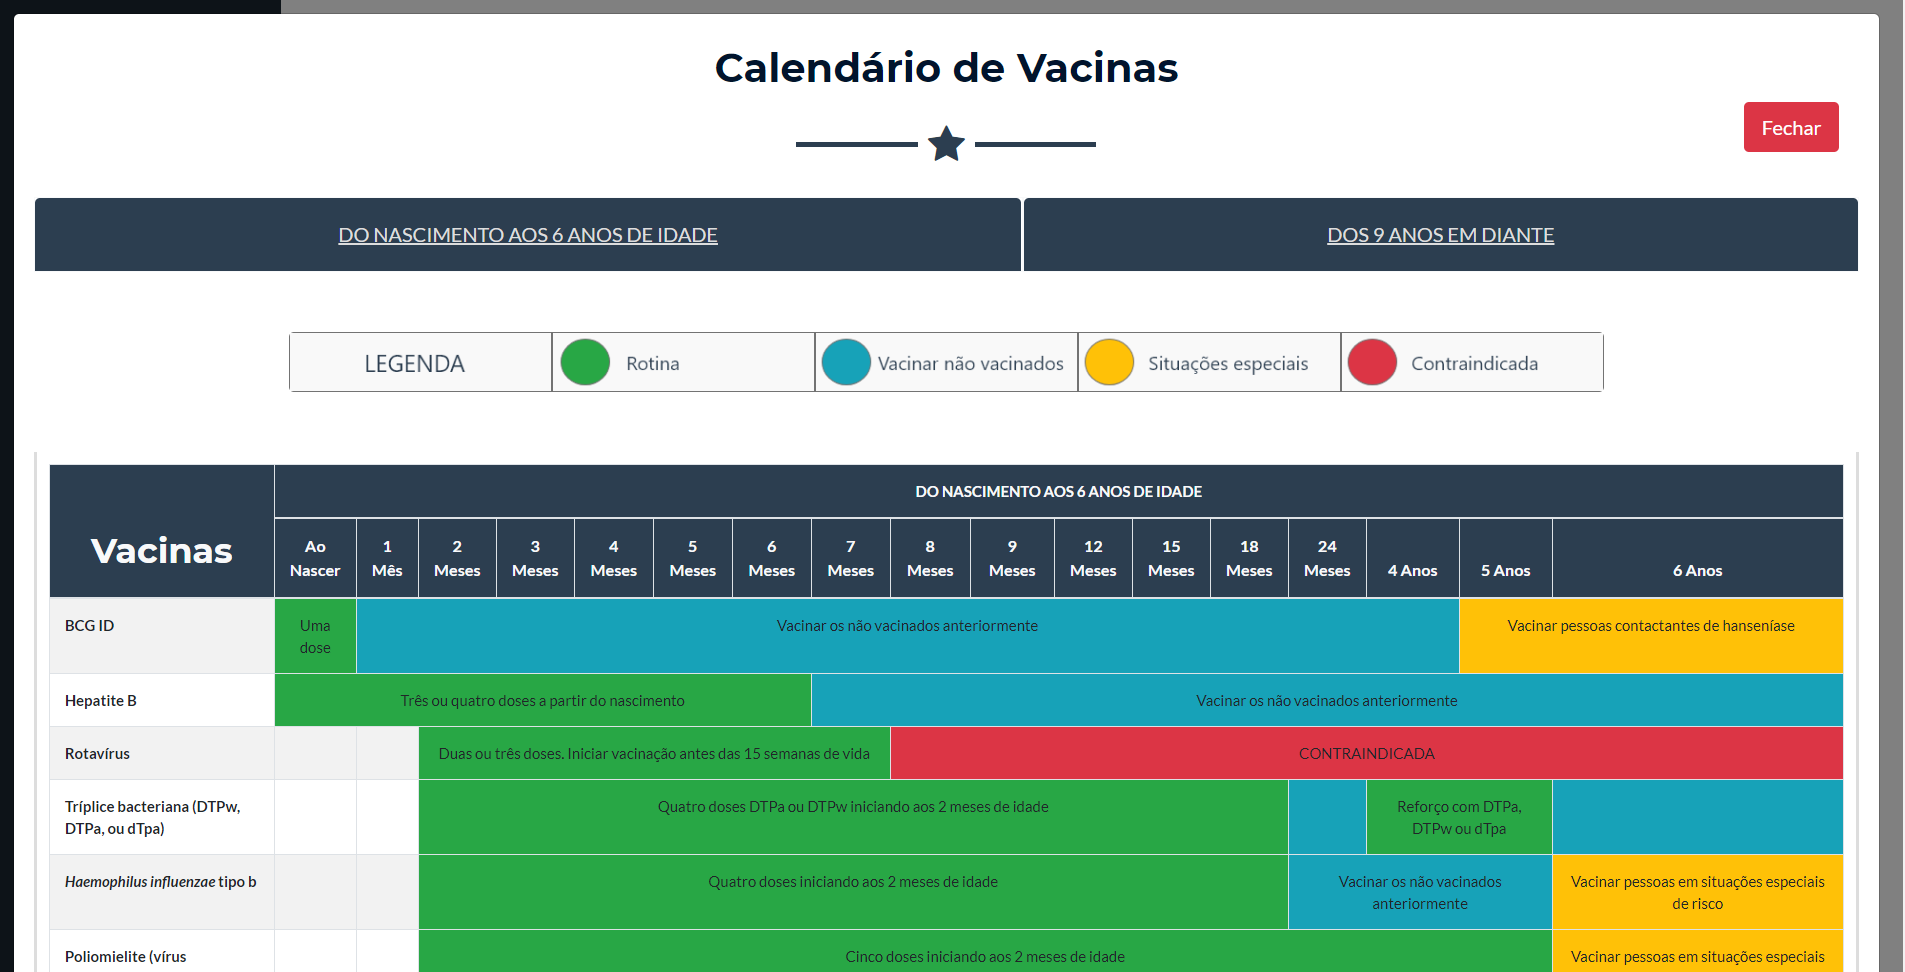 Calendário de Vacinas
Fechar
DO NASCIMENTO AOS 6 ANOS DE IDADE
DOS 9 ANOS EM DIANTE
LEGENDA
Rotina
Vacinar não vacinados
Situações especiais
Contraindicada
Vacinas
DO NASCIMENTO AOS 6 ANOS DE IDADE
Ao
Nascer
1
Mês
2
Meses
3
Meses
4
Meses
5
Meses
6
Meses
7
Meses
8
Meses
9
Meses
12
Meses
15
Meses
18
Meses
24
Meses
4 Anos
5 Anos
6 Anos
BCG ID
Uma
dose
Vacinar os não vacinados anteriormente
Vacinar pessoas contactantes de hanseníase
Hepatite B
Três ou quatro doses a partir do nascimento
Vacinar os não vacinados anteriormente
Rotavírus
Duas ou três doses. Iniciar vacinação antes das 15 semanas de vida
CONTRAINDICADA
Tríplice bacteriana (DTPw,
DTPa, ou dTpa)
Quatro doses DTPa ou DTPw iniciando aos 2 meses de idade
Reforço com DTPa,
DTPw ou dTpa
Haemophilus influenzae tipo b
Quatro doses iniciando aos 2 meses de idade
Vacinar os não vacinados
anteriormente
Vacinar pessoas em situações especiais
de risco
Poliomielite (vírus
Cinco doses iniciando aos 2 meses de idade
Vacinar pessoas em situações especiais